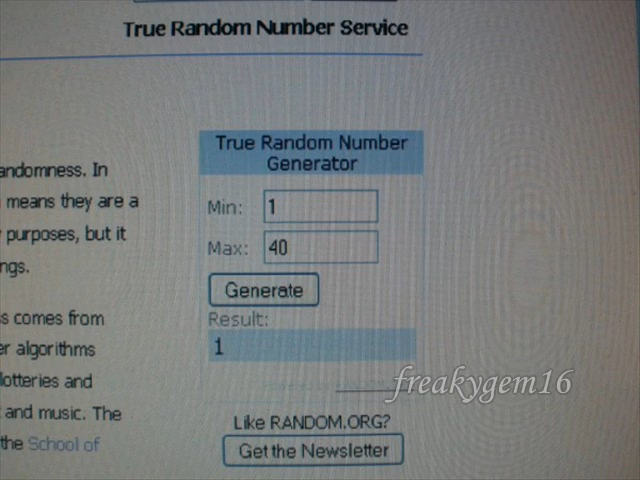 True Random Number Service
andomness. In
means they are a
purposes, but it
ngs.
s comes from
er algorithms
lotteries and
and music. The
the School of
True Random Number
Generator
Min: 1
Max: 40
Generate
Result:
1
freakygem16
Like RANDOM.ORG?
Get the Newsletter